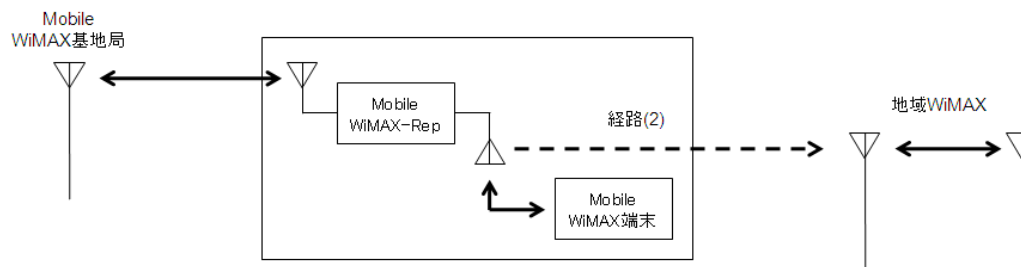 Mobile
WiMAX基地局
Mobile
WiMAX-Rep
経路(2)
地域WiMAX
Mobile
WiMAX端末